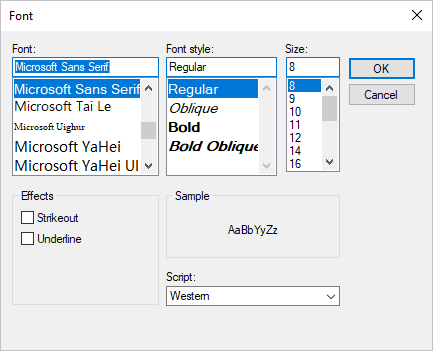 Font
Font:
Font style:
Size:
Microsoft Sans Serif
Regular
8
OK
Microsoft Sans Serif
Microsoft Tai Le
Microsoft Uighur
Microsoft YaHei
Microsoft YaHei UI
Regular
Oblique
Bold
Bold Oblique
8
9
10
11
12
14
16
Cancel
Effects
Strikeout
Underline
Sample
AaBbYyZz
Script:
Western